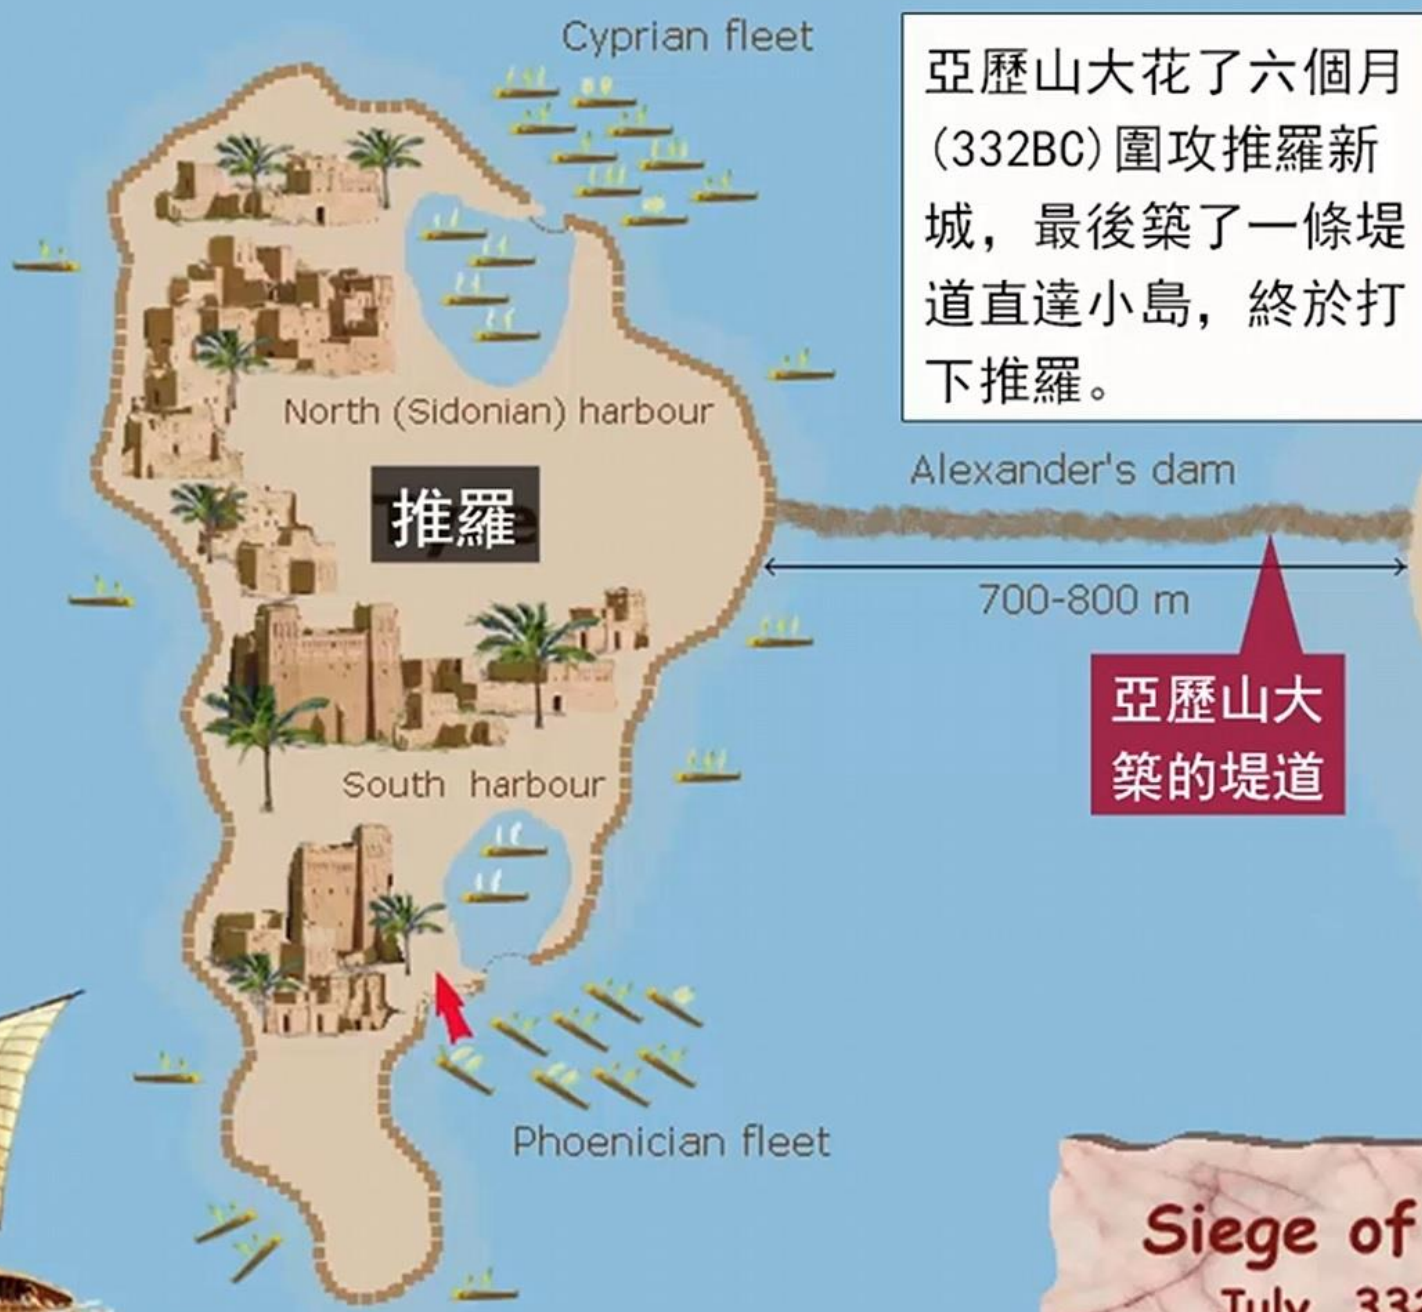 Cyprian fleet
亞歷山大花了六個月
(332BC)圍攻推羅新
城，最後築了一條堤
道直達小島，終於打
下推羅。
North (Sidonian) harbour
Alexander's dam
推羅
700-800 m
亞歷山大
築的堤道
South harbour
Phoenician fleet
Siege of
July 33